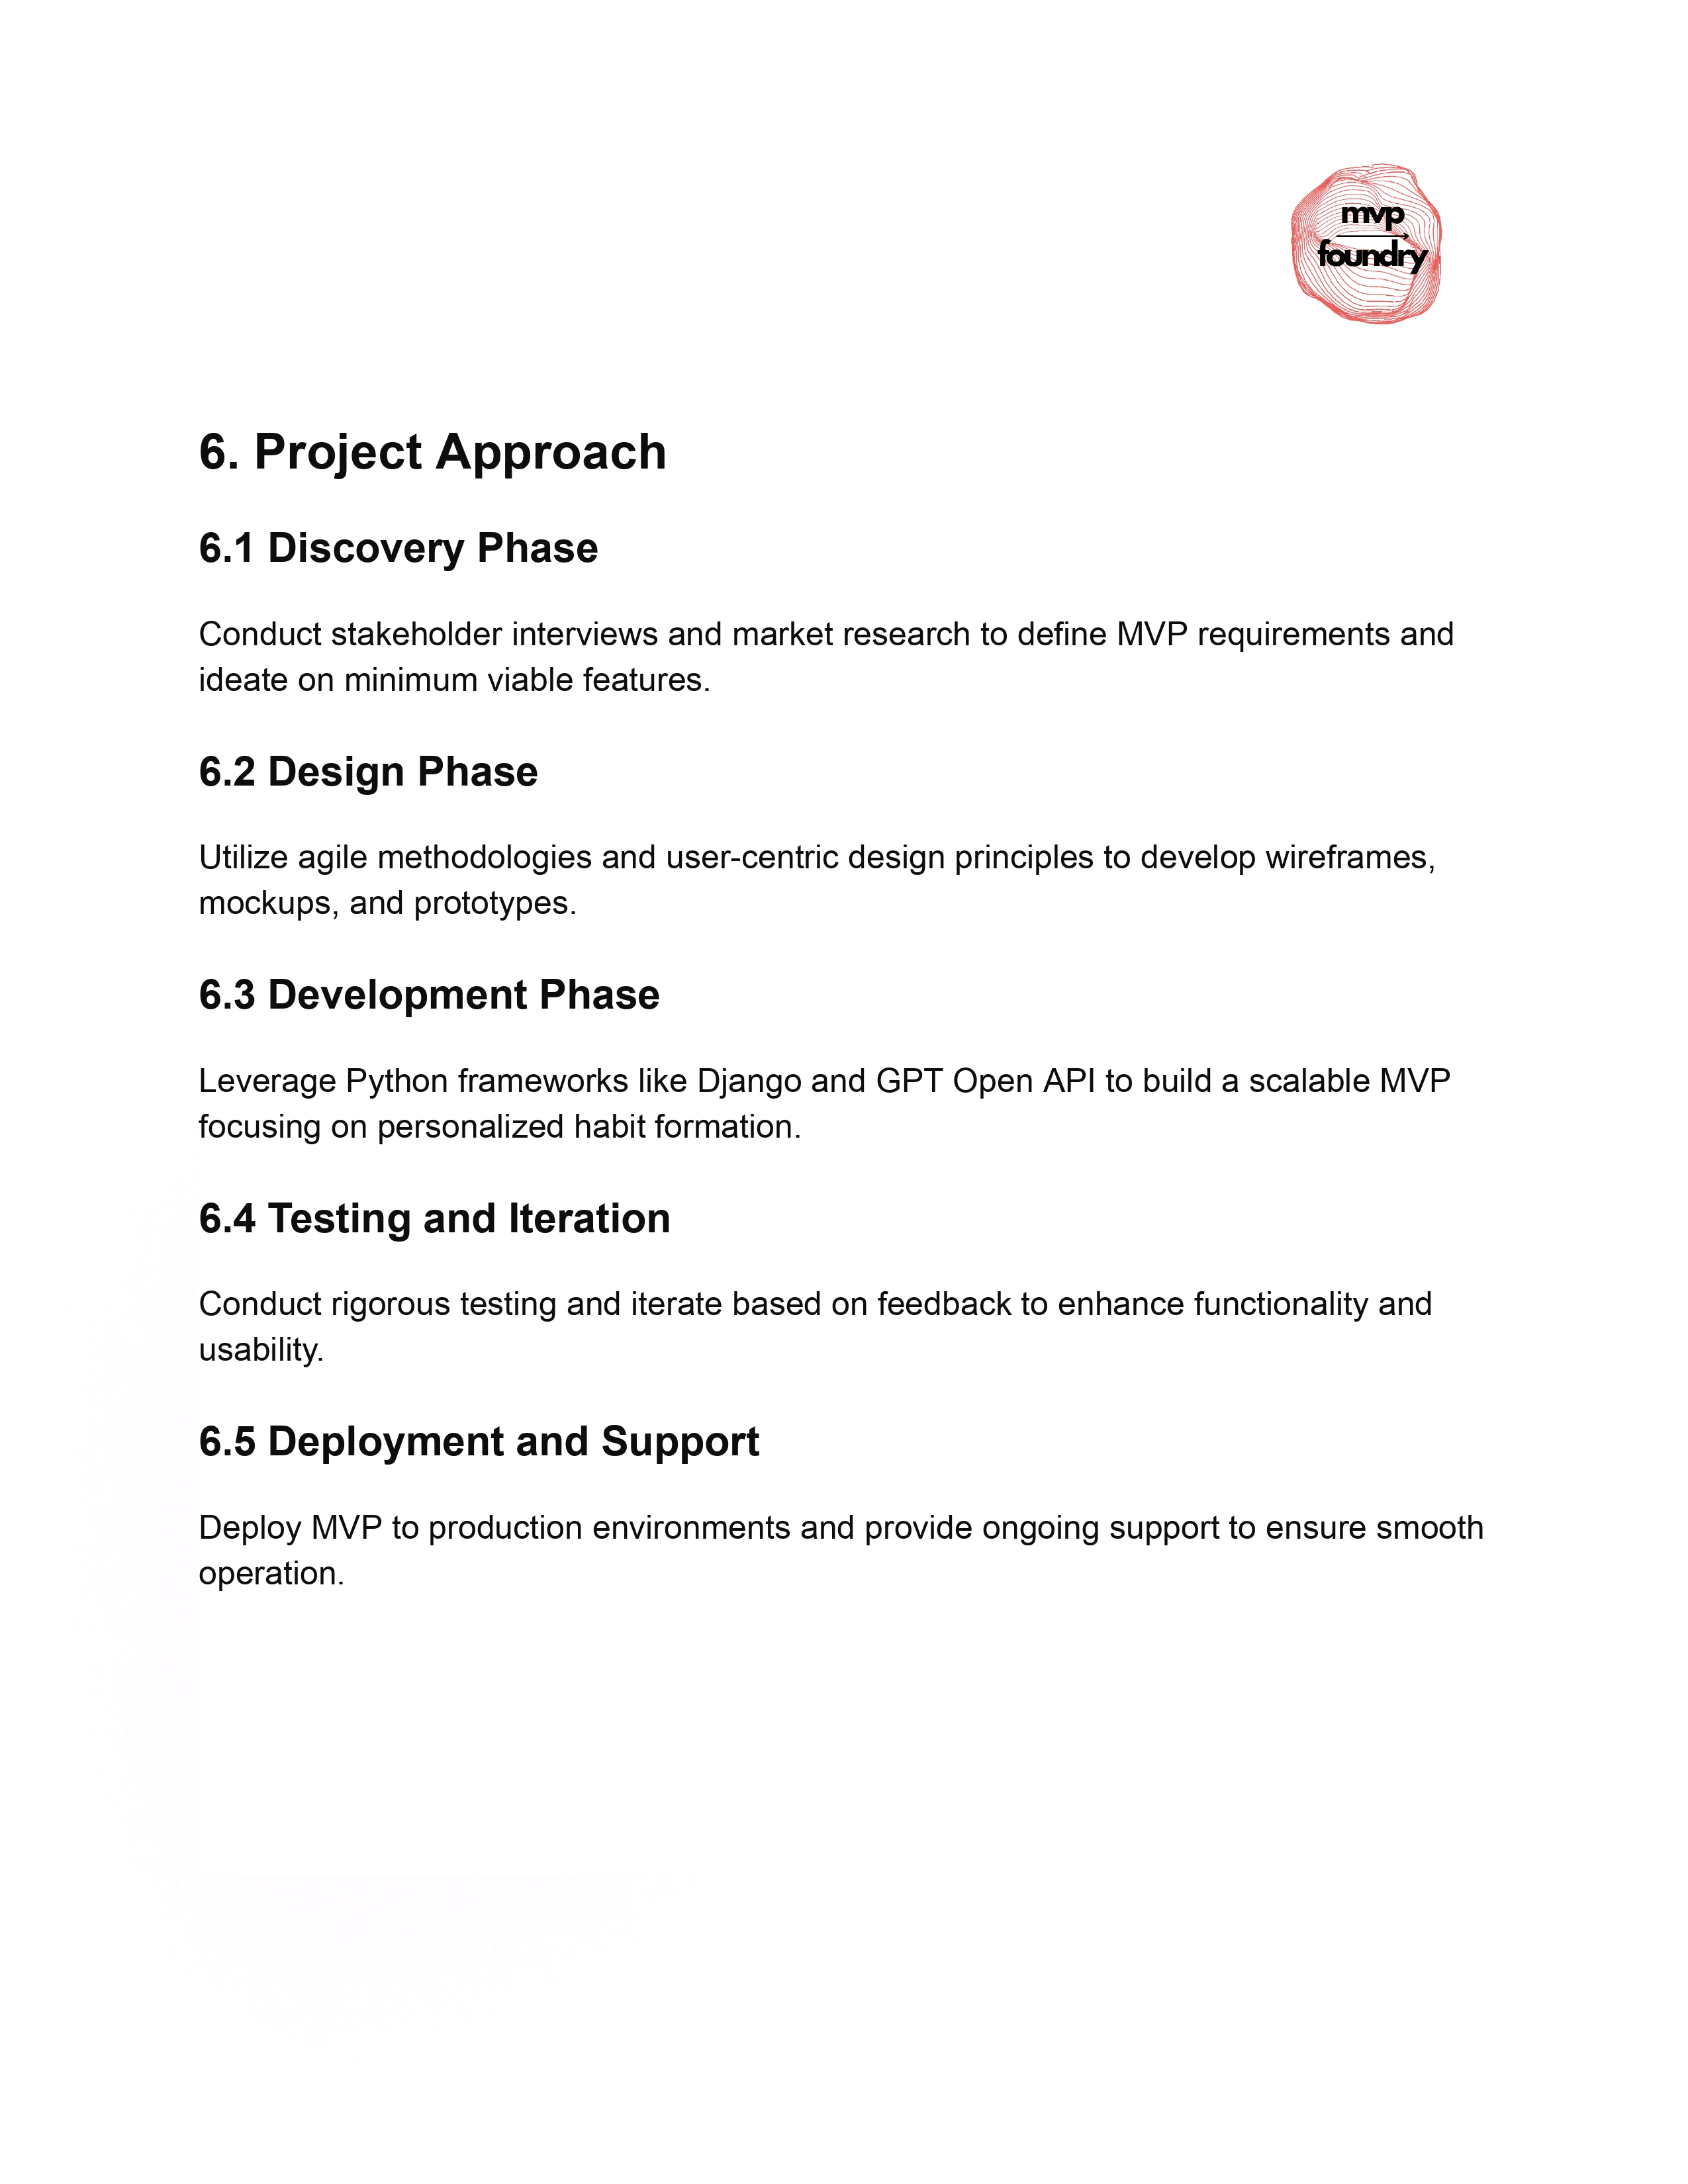 mvp
foundry
6. Project Approach
6.1 Discovery Phase
Conduct stakeholder interviews and market research to define MVP requirements and
ideate on minimum viable features.
6.2 Design Phase
Utilize agile methodologies and user-centric design principles to develop wireframes,
mockups, and prototypes.
6.3 Development Phase
Leverage Python frameworks like Django and GPT Open API to build a scalable MVP
focusing on personalized habit formation.
6.4 Testing and Iteration
Conduct rigorous testing and iterate based on feedback to enhance functionality and
usability.
6.5 Deployment and Support
Deploy MVP to production environments and provide ongoing support to ensure smooth
operation.